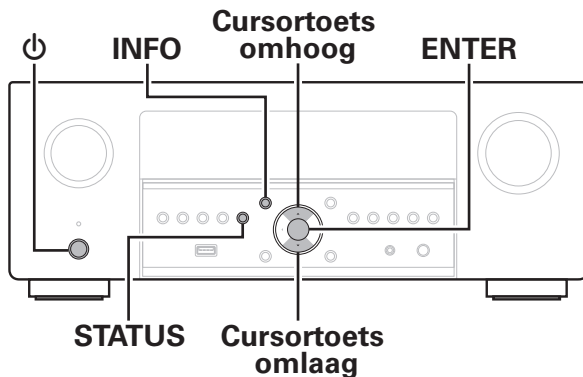 INFO
Cursortoets
omhoog
ENTER
STATUS
Cursortoets
omlaag